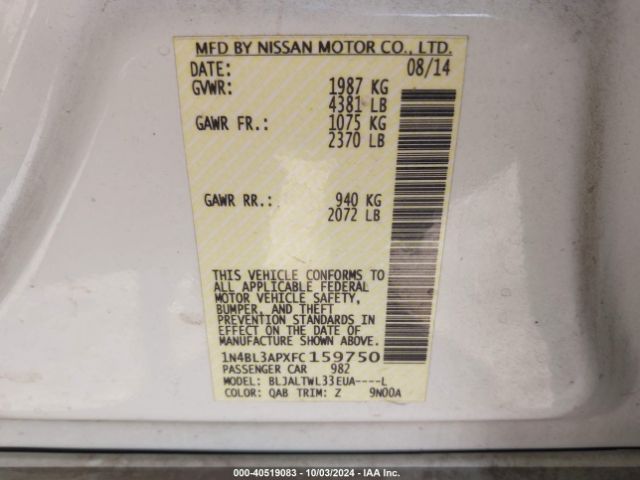 MFD BY NISSAN MOTOR CO., LTD.
DATE: 08/14
GVWR: 1987 KG
4381 LB
GAWR FR.: 1075 KG
2370 LB
GAWR RR.: 940 KG
2072 LB
THIS VEHICLE CONFORMS TO
ALL APPLICABLE FEDERAL
MOTOR VEHICLE SAFETY,
BUMPER, AND THEFT
PREVENTION STANDARDS IN
EFFECT ON THE DATE OF
MANUFACTURE SHOWN ABOVE.
1N4BL3APXFC159750
PASSENGER CAR 982
MODEL: BLJALTWL33EUA----L
COLOR: QAB TRIM: Z 9N00A
000-40519083 - 10/03/2024 - IAA Inc.